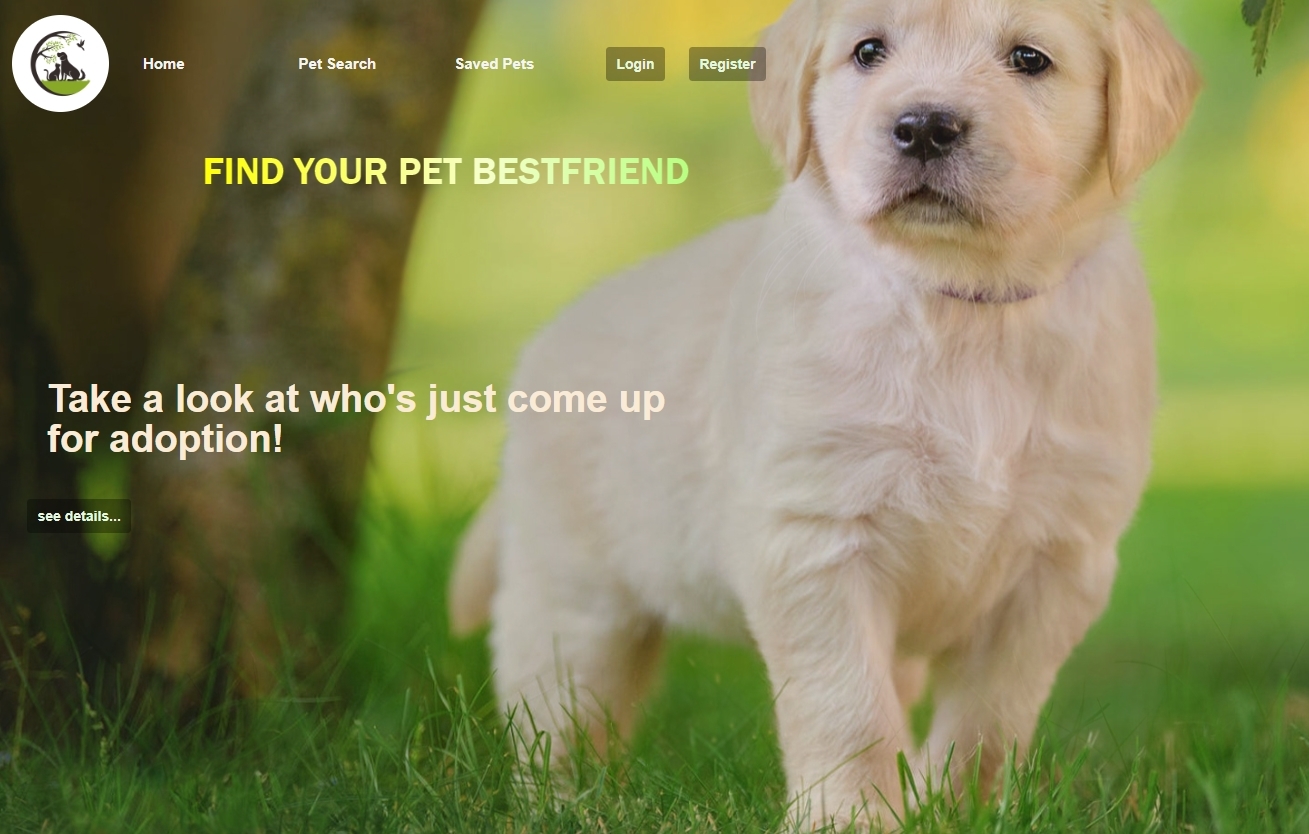 Home
Pet Search
Saved Pets
Login
Register
FIND YOUR PET BESTFRIEND
Take a look at who's just come up
for adoption!
see details...